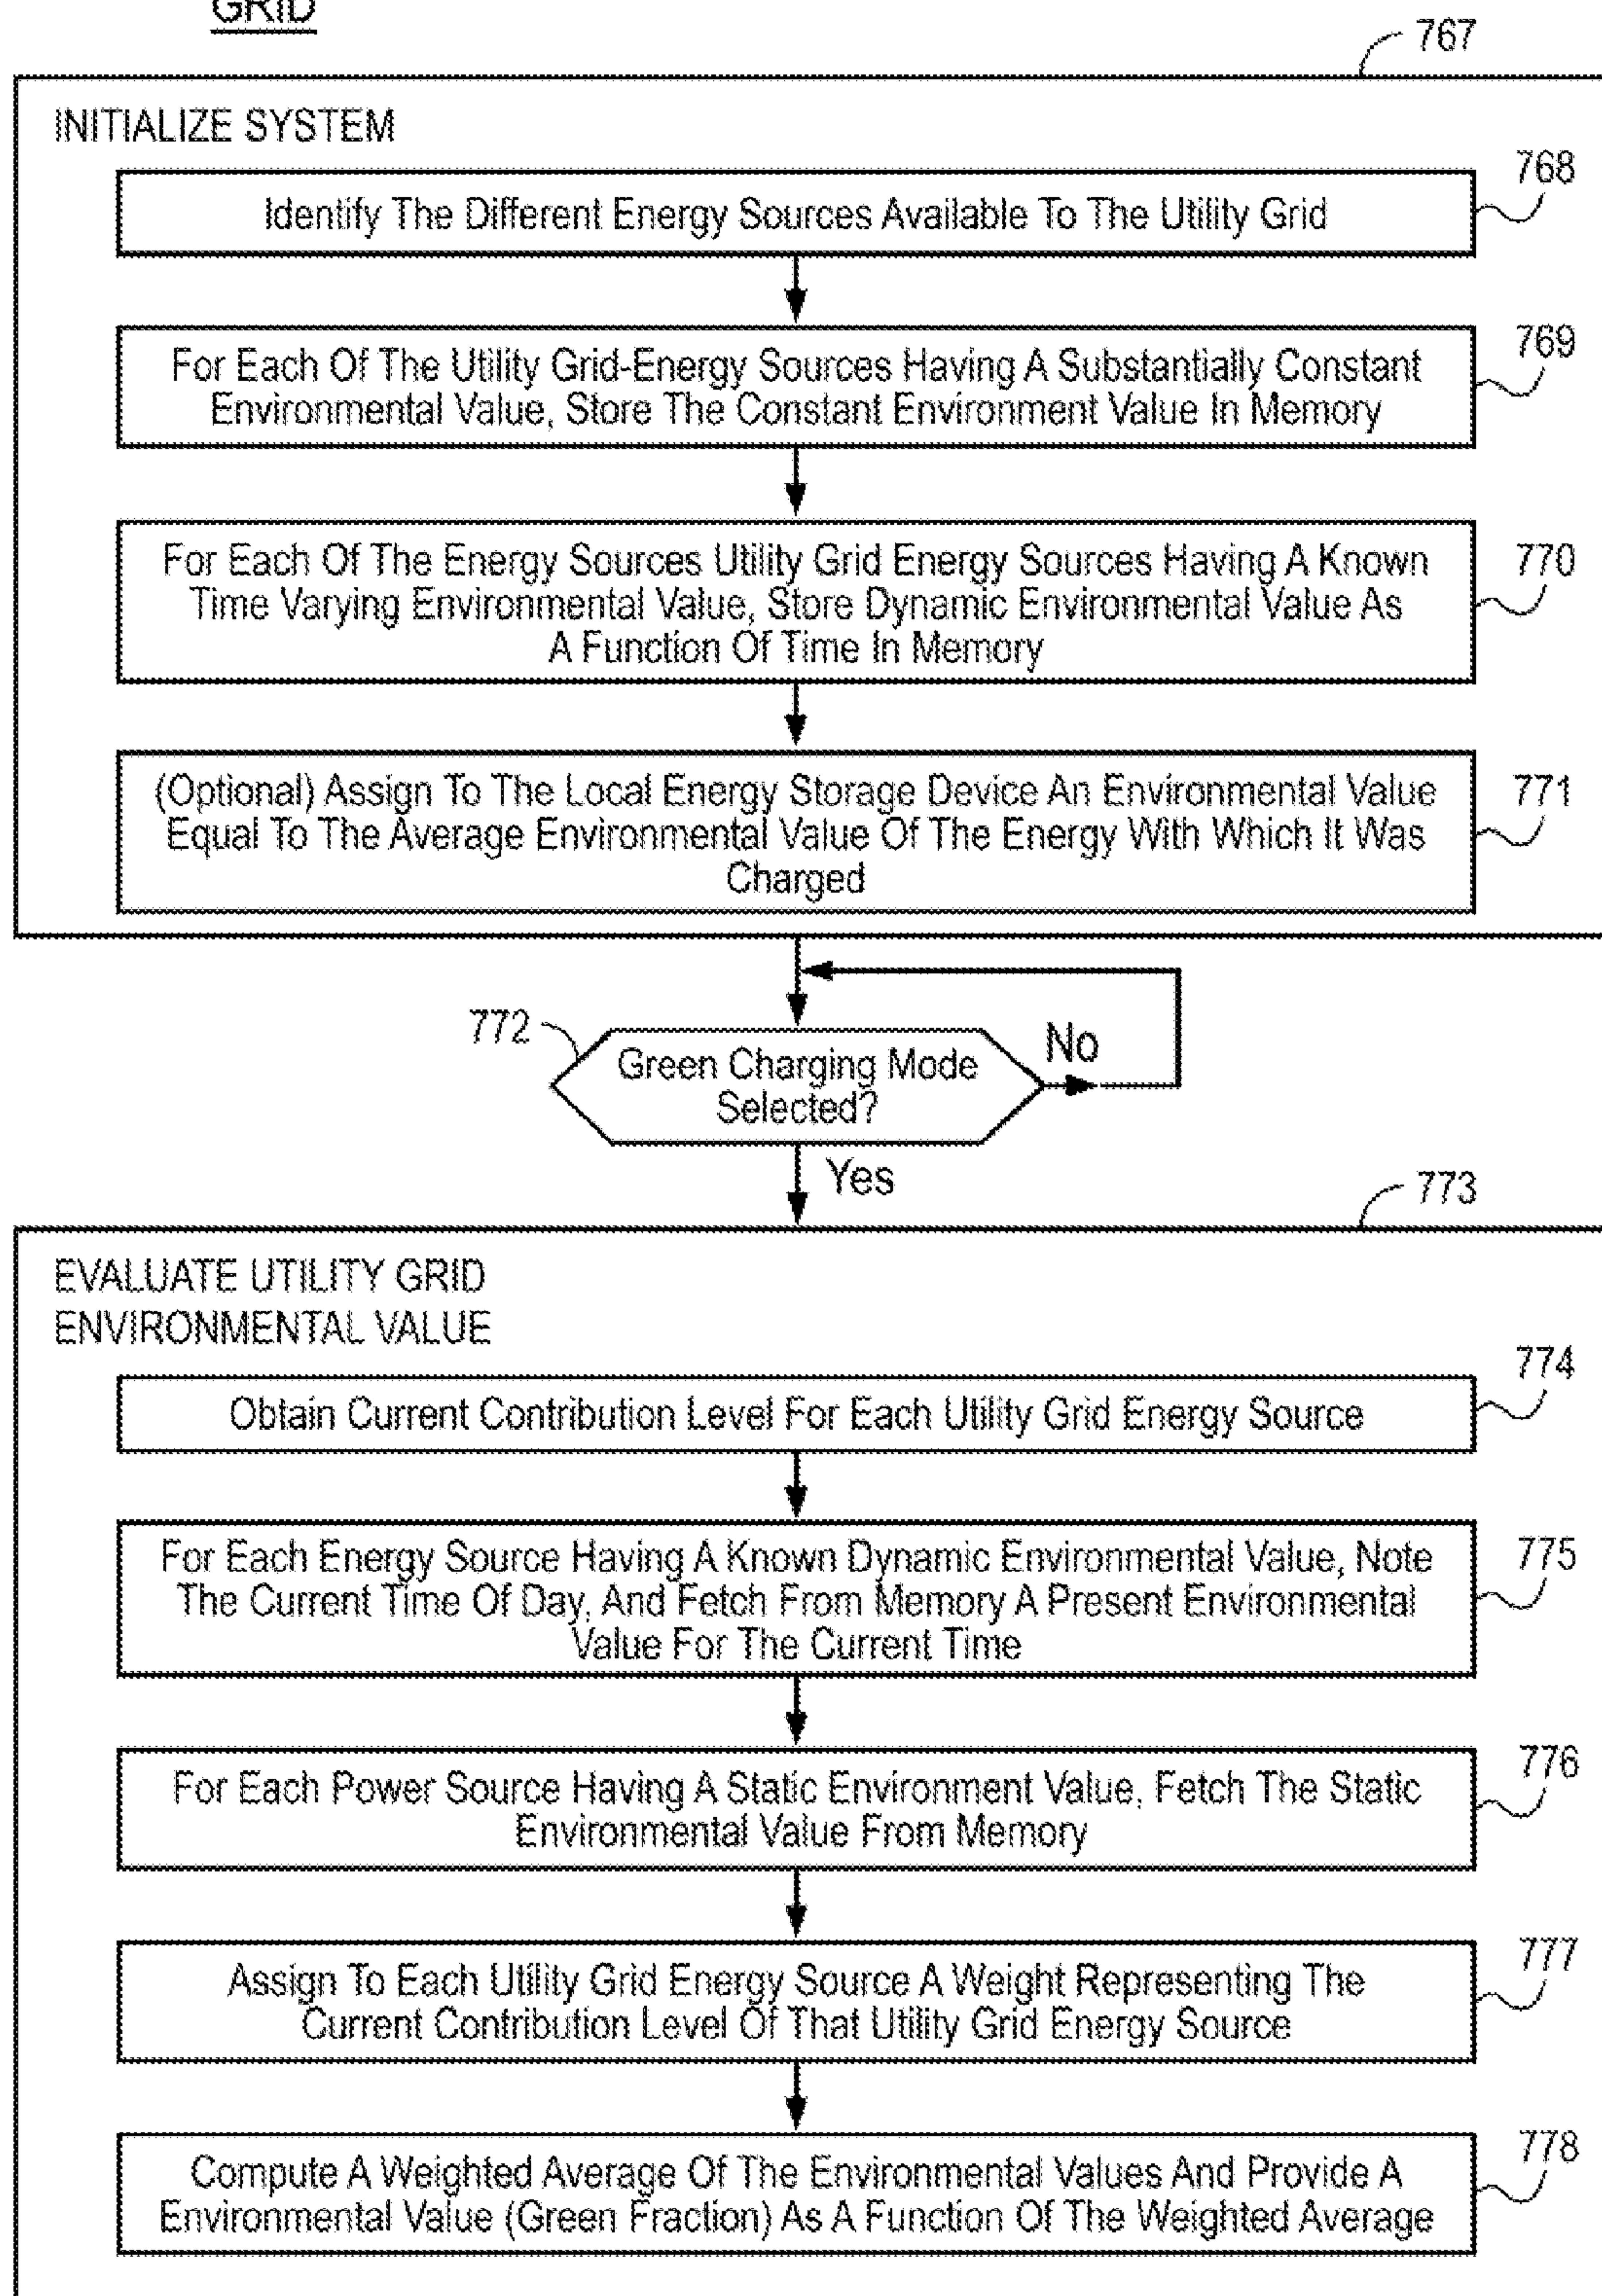 GRID
767
INITIALIZE SYSTEM
768
Identify The Different Energy Sources Available To The Utility Grid
769
For Each Of The Utility Grid-Energy Sources Having A Substantially Constant
Environmental Value, Store The Constant Environment Value In Memory
770
For Each Of The Energy Sources Utility Grid Energy Sources Having A Known
Time Varying Environmental Value, Store Dynamic Environmental Value As
A Function Of Time In Memory
771
(Optional) Assign To The Local Energy Storage Device An Environmental Value
Equal To The Average Environmental Value Of The Energy With Which It Was
Charged
772
Green Charging Mode
Selected?
No
Yes
773
EVALUATE UTILITY GRID
ENVIRONMENTAL VALUE
774
Obtain Current Contribution Level For Each Utility Grid Energy Source
775
For Each Energy Source Having A Known Dynamic Environmental Value, Note
The Current Time Of Day, And Fetch From Memory A Present Environmental
Value For The Current Time
776
For Each Power Source Having A Static Environment Value, Fetch The Static
Environmental Value From Memory
777
Assign To Each Utility Grid Energy Source A Weight Representing The
Current Contribution Level Of That Utility Grid Energy Source
778
Compute A Weighted Average Of The Environmental Values And Provide A
Environmental Value (Green Fraction) As A Function Of The Weighted Average